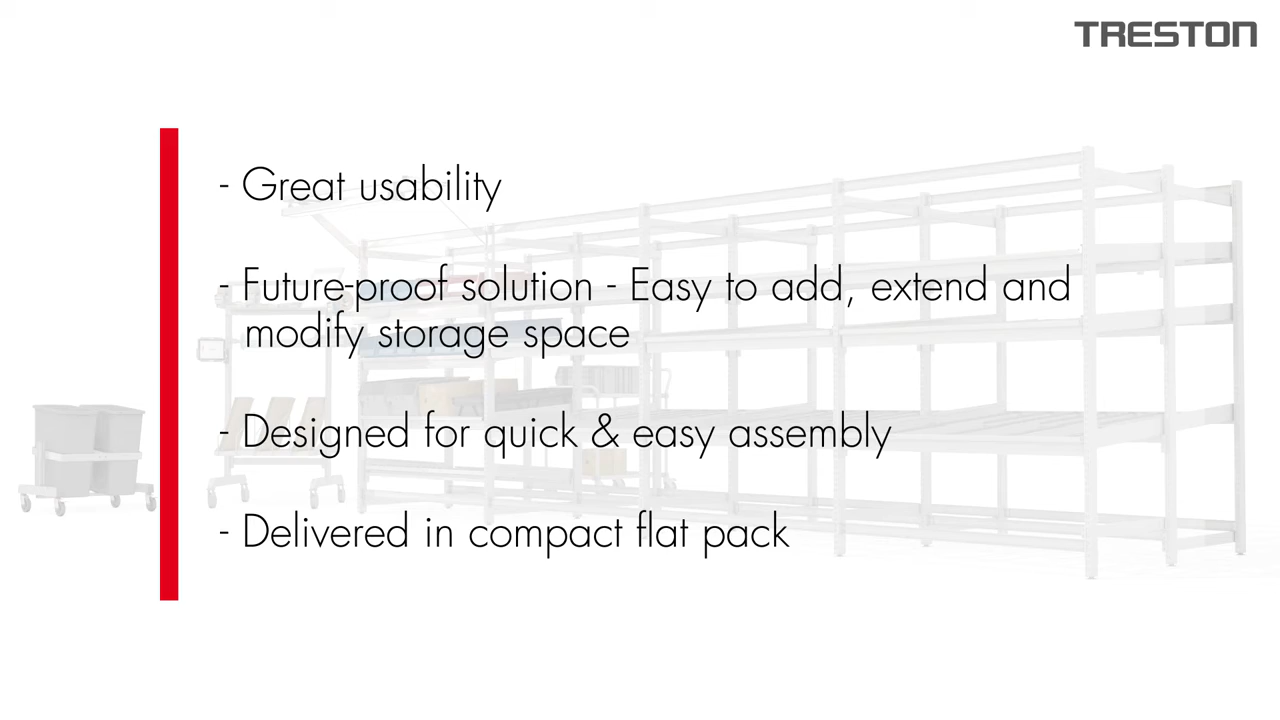 TRESTON
- Great usability
- Future-proof solution - Easy to add, extend and
modify storage space
- Designed for quick & easy assembly
- Delivered in compact flat pack